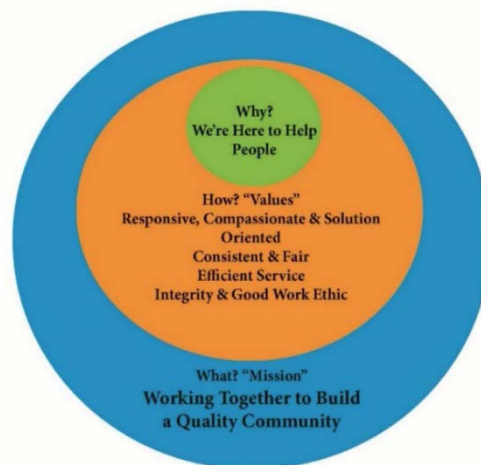 Why?
We're Here to Help
People
How? “Values”
Responsive, Compassionate & Solution
Oriented
Consistent & Fair
Efficient Service
Integrity & Good Work Ethic
What? “Mission”
Working Together to Build
a Quality Community